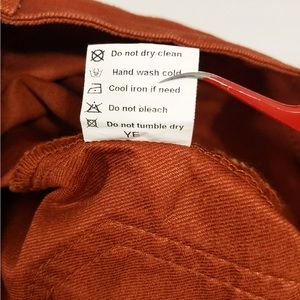 Do not dry clean
Hand wash cold
Cool iron if need
Do not bleach
Do not tumble dry
YF